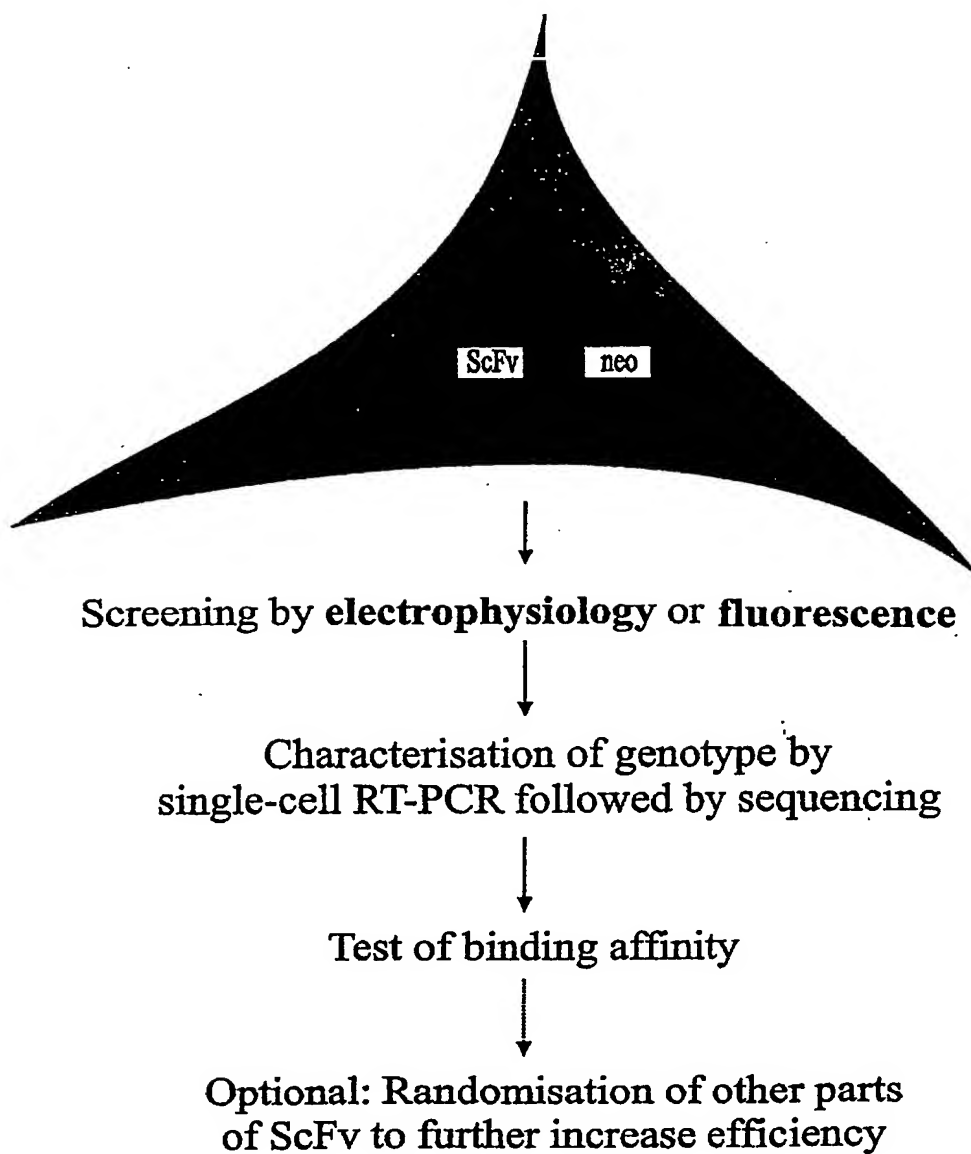 ScFv neo
Screening by electrophysiology or fluorescence
Characterisation of genotype by
single-cell RT-PCR followed by sequencing
Test of binding affinity
Optional: Randomisation of other parts
of ScFv to further increase efficiency